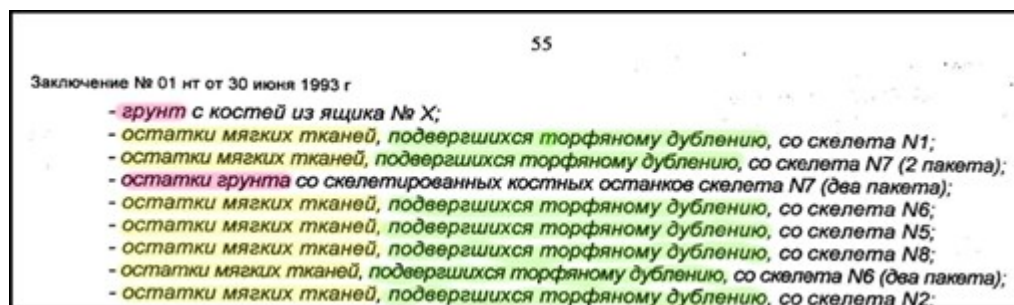 55
Заключение № 01 нт от 30 июня 1993 г
- грунт с костей из ящика № X;
- остатки мягких тканей, подвергшихся торфяному дублению, со скелета N1;
- остатки мягких тканей, подвергшихся торфяному дублению, со скелета N7 (2 пакета);
- остатки грунта со скелетированных костных останков скелета N7 (два пакета);
- остатки мягких тканей, подвергшихся торфяному дублению, со скелета N6;
- остатки мягких тканей, подвергшихся торфяному дублению, со скелета N5;
- остатки мягких тканей, подвергшихся торфяному дублению, со скелета N8;
- остатки мягких тканей, подвергшихся торфяному дублению, со скелета N6 (два пакета);
- остатки мягких тканей, подвергшихся торфяному дублению, со скелета N2;